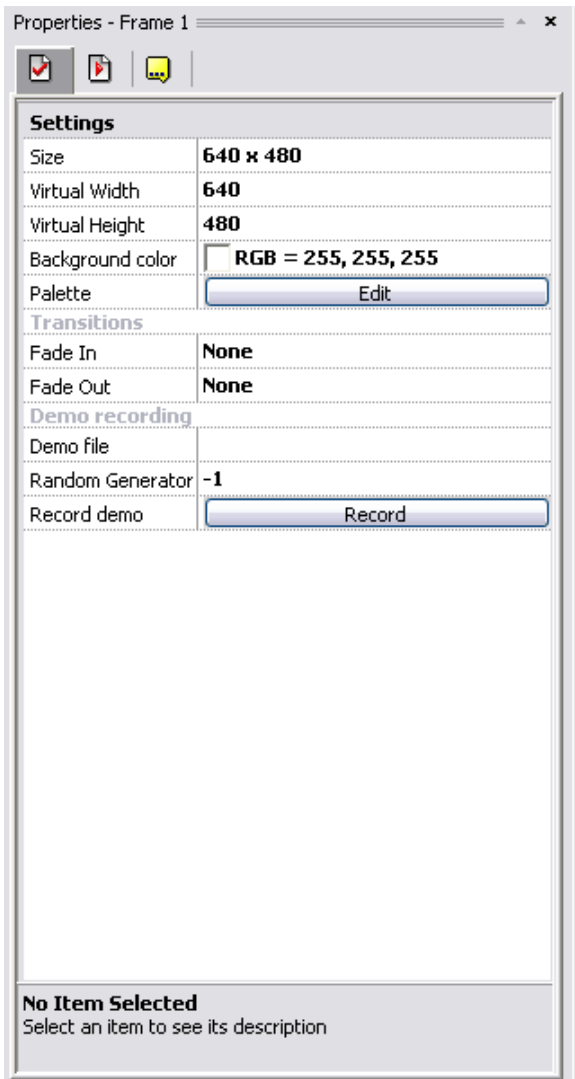 Properties - Frame 1
Settings
Size 640 x 480
Virtual Width 640
Virtual Height 480
Background color RGB = 255, 255, 255
Palette Edit
Transitions
Fade In None
Fade Out None
Demo recording
Demo file
Random Generator -1
Record demo Record
No Item Selected
Select an item to see its description